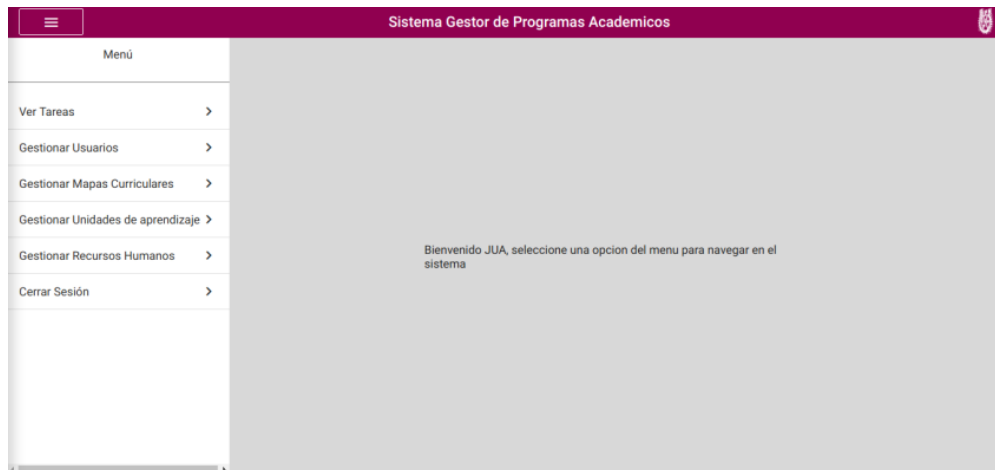 Sistema Gestor de Programas Academicos
Menú
Ver Tareas
Gestionar Usuarios
Gestionar Mapas Curriculares
Gestionar Unidades de aprendizaje
Gestionar Recursos Humanos
Cerrar Sesión
Bienvenido JUA, seleccione una opcion del menu para navegar en el
sistema